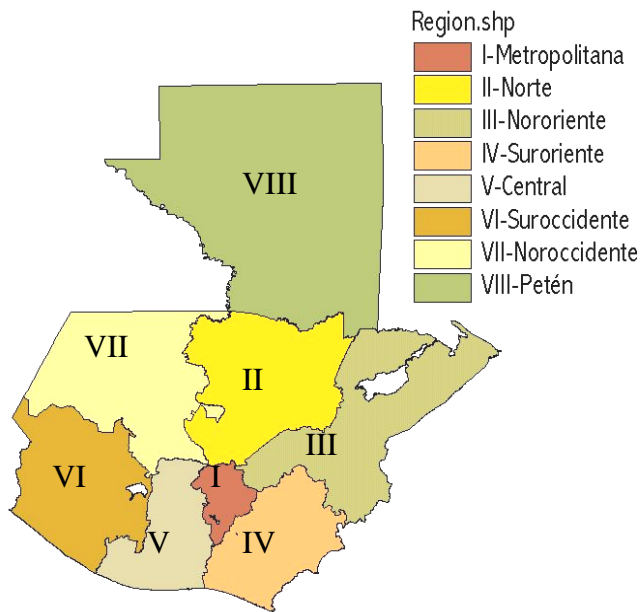 Region.shp
I-Metropolitana
II-Norte
III-Nororiente
IV-Suroriente
V-Central
VI-Suroccidente
VII-Noroccidente
VIII-Petén
VIII
VII
II
III
VI
I
V
IV